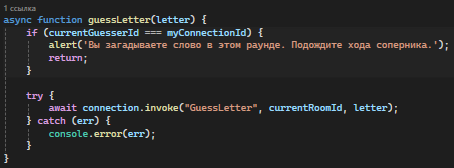 1 ссылка
async function guessLetter(letter) {
    if (currentGuesserId === myConnectionId) {
        alert('Вы загадываете слово в этом раунде. Подождите хода соперника.');
        return;
    }

    try {
        await connection.invoke("GuessLetter", currentRoomId, letter);
    } catch (err) {
        console.error(err);
    }
}